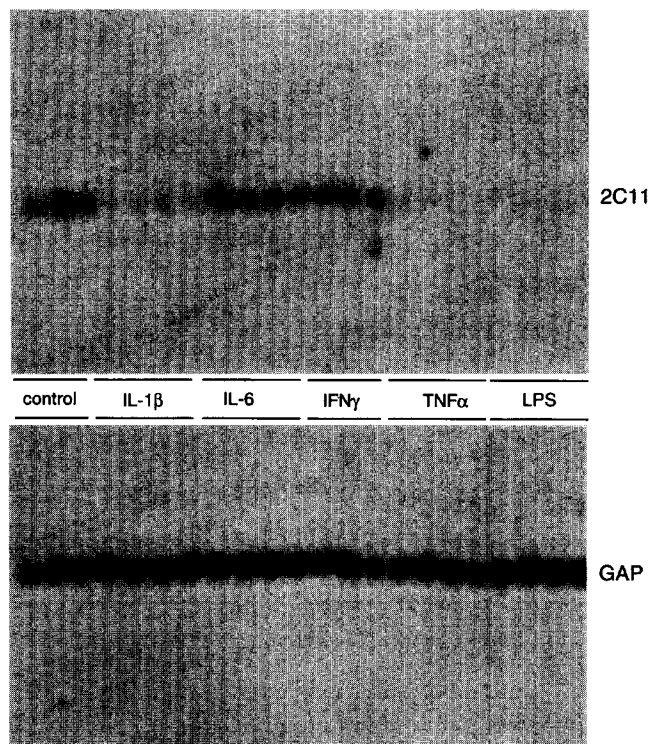 2C11
control IL-1β IL-6 IFNγ TNFα LPS
GAP